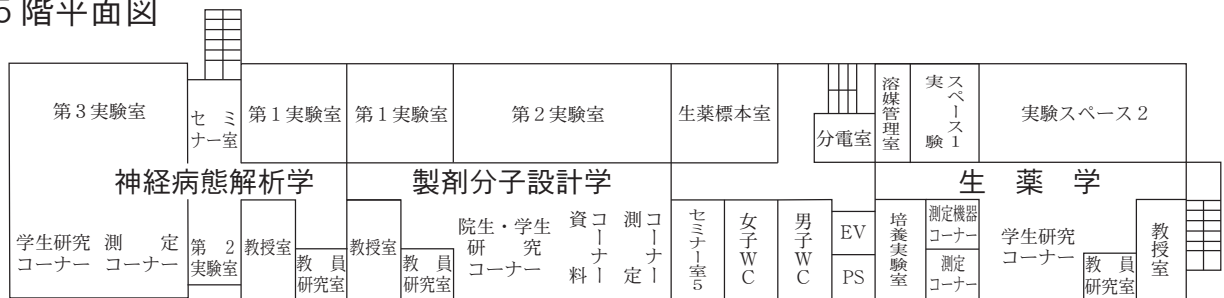 5階平面図
第3実験室
セミナー室
第1実験室
第1実験室
第2実験室
生薬標本室
分電室
溶媒管理室
実験スペース1
実験スペース2
神経病態解析学
製剤分子設計学
生薬学
学生研究コーナー
測定コーナー
第2実験室
教授室
教員研究室
教授室
教員研究室
院生・学生研究コーナー
資料コーナー
測定コーナー
セミナー室5
女子WC
男子WC
EV
PS
培養実験室
測定機器コーナー
測定コーナー
学生研究コーナー
教員研究室
教授室